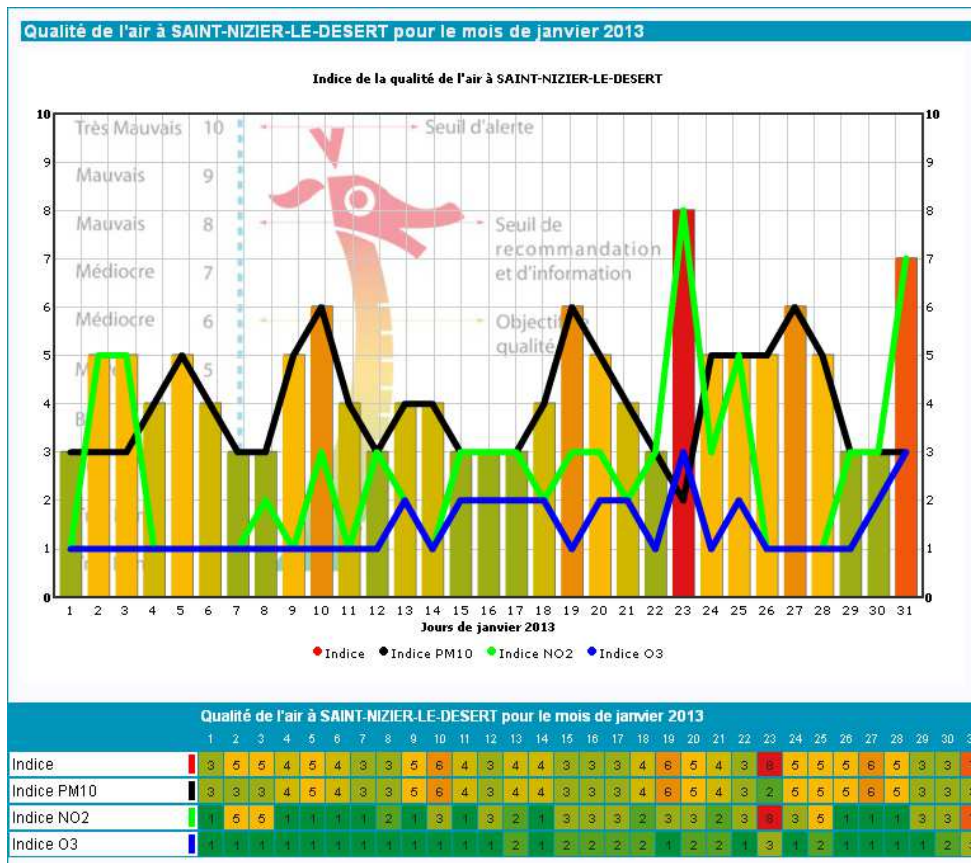 Qualité de l'air à SAINT-NIZIER-LE-DESERT pour le mois de janvier 2013
Indice de la qualité de l'air à SAINT-NIZIER-LE-DESERT
10 10
Très Mauvais 10 Seuil d'alerte
9 9
Mauvais 9
8 8
Mauvais 8 Seuil de
recommandation
et d'information
7 7
Médiocre 7
6 6
Médiocre 6 Objectif
qualité
5 5
5
4 4
3 3
2 2
1 1
0 0
1 2 3 4 5 6 7 8 9 10 11 12 13 14 15 16 17 18 19 20 21 22 23 24 25 26 27 28 29 30 31
Jours de janvier 2013
Indice Indice PM10 Indice NO2 Indice O3
Qualité de l'air à SAINT-NIZIER-LE-DESERT pour le mois de janvier 2013
1 2 3 4 5 6 7 8 9 10 11 12 13 14 15 16 17 18 19 20 21 22 23 24 25 26 27 28 29 30
Indice 3 5 5 4 5 4 3 3 5 6 4 3 4 4 3 3 3 4 6 5 4 3 8 5 5 5 6 5 3 3
Indice PM10 3 3 3 4 5 4 3 3 5 6 4 3 4 4 3 3 3 4 6 5 4 3 2 5 5 5 6 5 3 3
Indice NO2 1 5 5 1 1 1 1 2 1 3 1 3 2 1 3 3 3 2 3 3 2 3 8 3 5 1 1 1 3 3
Indice O3 1 1 1 1 1 1 1 1 1 1 1 1 2 1 2 2 2 2 1 2 2 1 3 1 2 1 1 1 1 2